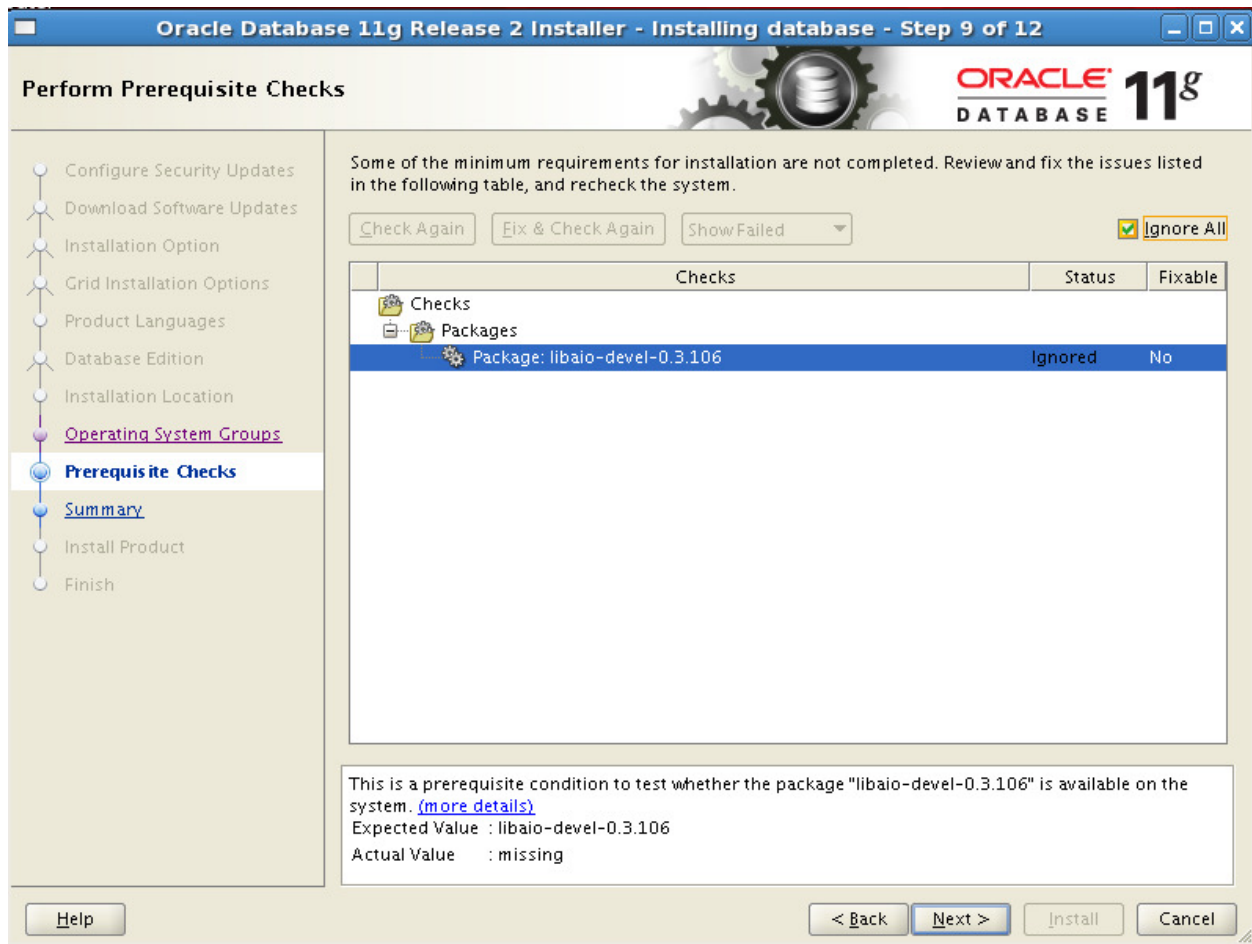 Oracle Database 11g Release 2 Installer - Installing database - Step 9 of 12
Perform Prerequisite Checks
ORACLE DATABASE 11g
Configure Security Updates
Download Software Updates
Installation Option
Grid Installation Options
Product Languages
Database Edition
Installation Location
Operating System Groups
Prerequisite Checks
Summary
Install Product
Finish
Some of the minimum requirements for installation are not completed. Review and fix the issues listed
in the following table, and recheck the system.
Check Again Fix & Check Again Show Failed Ignore All
Checks Status Fixable
Checks
Packages
Package: libaio-devel-0.3.106 Ignored No
This is a prerequisite condition to test whether the package "libaio-devel-0.3.106" is available on the
system. (more details)
Expected Value : libaio-devel-0.3.106
Actual Value : missing
Help < Back Next > Install Cancel